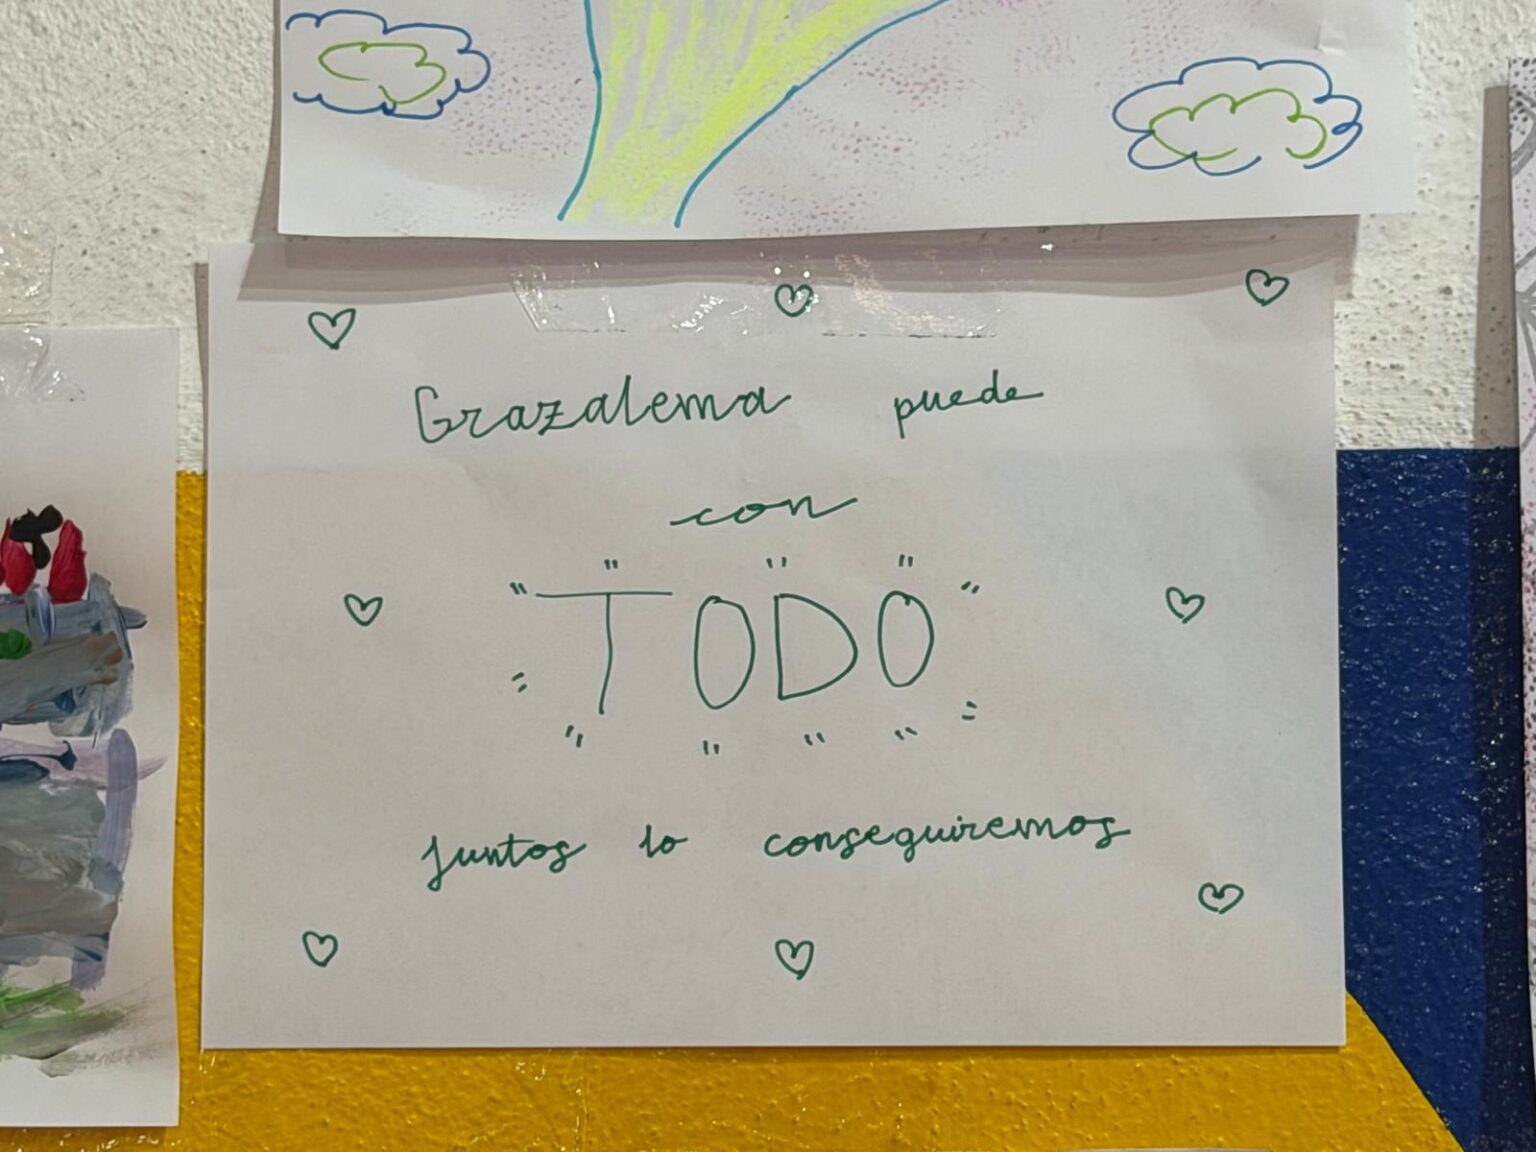 Grazalema puede
con
TODO
juntos lo conseguiremos